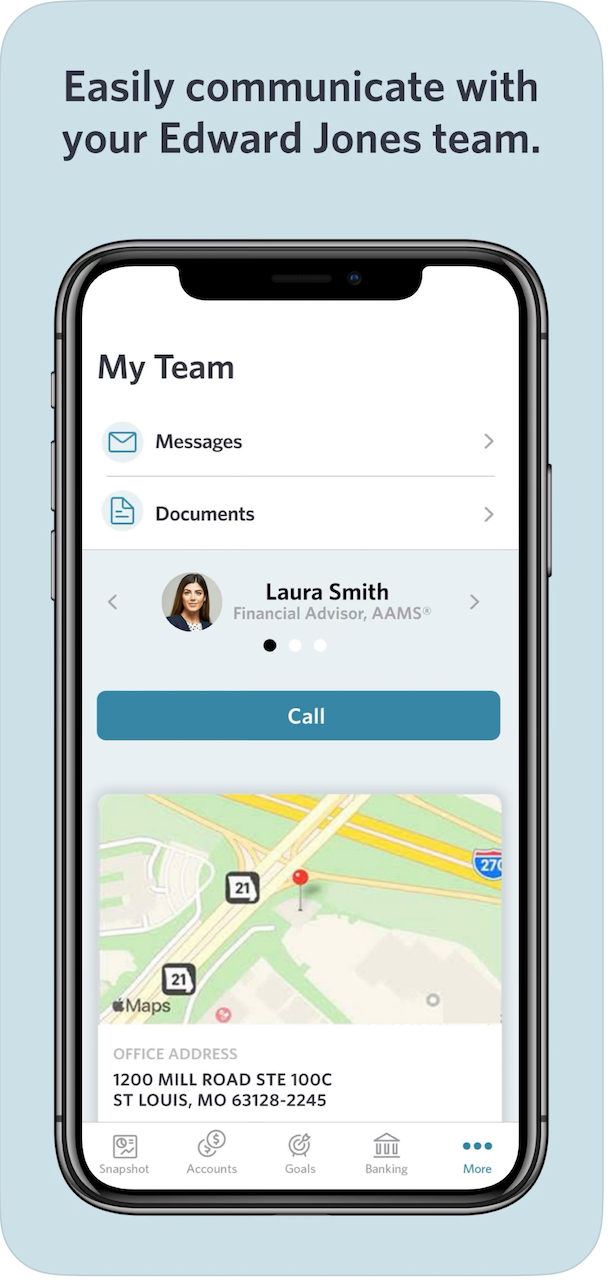 Easily communicate with
your Edward Jones team.
My Team
Messages
Documents
Laura Smith
Financial Advisor, AAMS®
Call
270
21
21
Maps
OFFICE ADDRESS
1200 MILL ROAD STE 100C
ST LOUIS, MO 63128-2245
Snapshot Accounts Goals Banking More